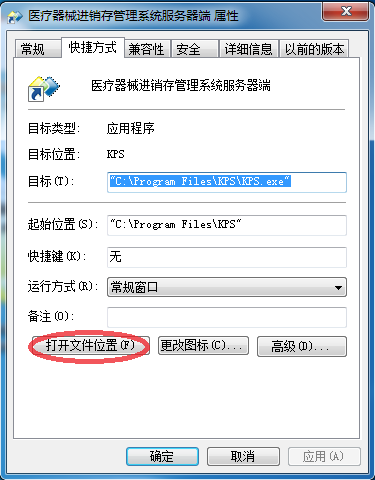 医疗器械进销存管理系统服务器端 属性
常规 快捷方式 兼容性 安全 详细信息 以前的版本
医疗器械进销存管理系统服务器端
目标类型: 应用程序
目标位置: KPS
目标(T): "C:\Program Files\KPS\KPS.exe"
起始位置(S): "C:\Program Files\KPS"
快捷键(K): 无
运行方式(R): 常规窗口
备注(O):
打开文件位置(F) 更改图标(C)... 高级(D)...
确定 取消 应用(A)